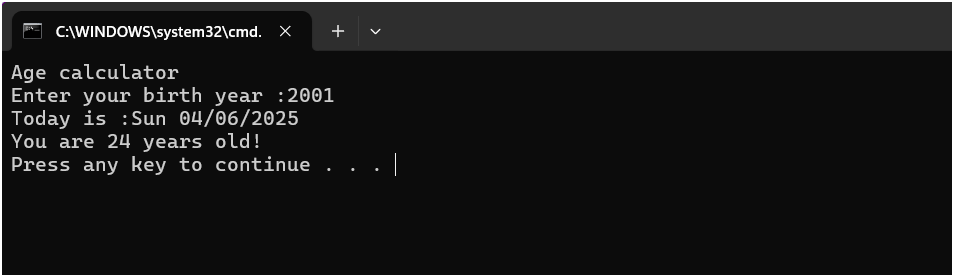 C:\WINDOWS\system32\cmd.
Age calculator
Enter your birth year :2001
Today is :Sun 04/06/2025
You are 24 years old!
Press any key to continue . . .